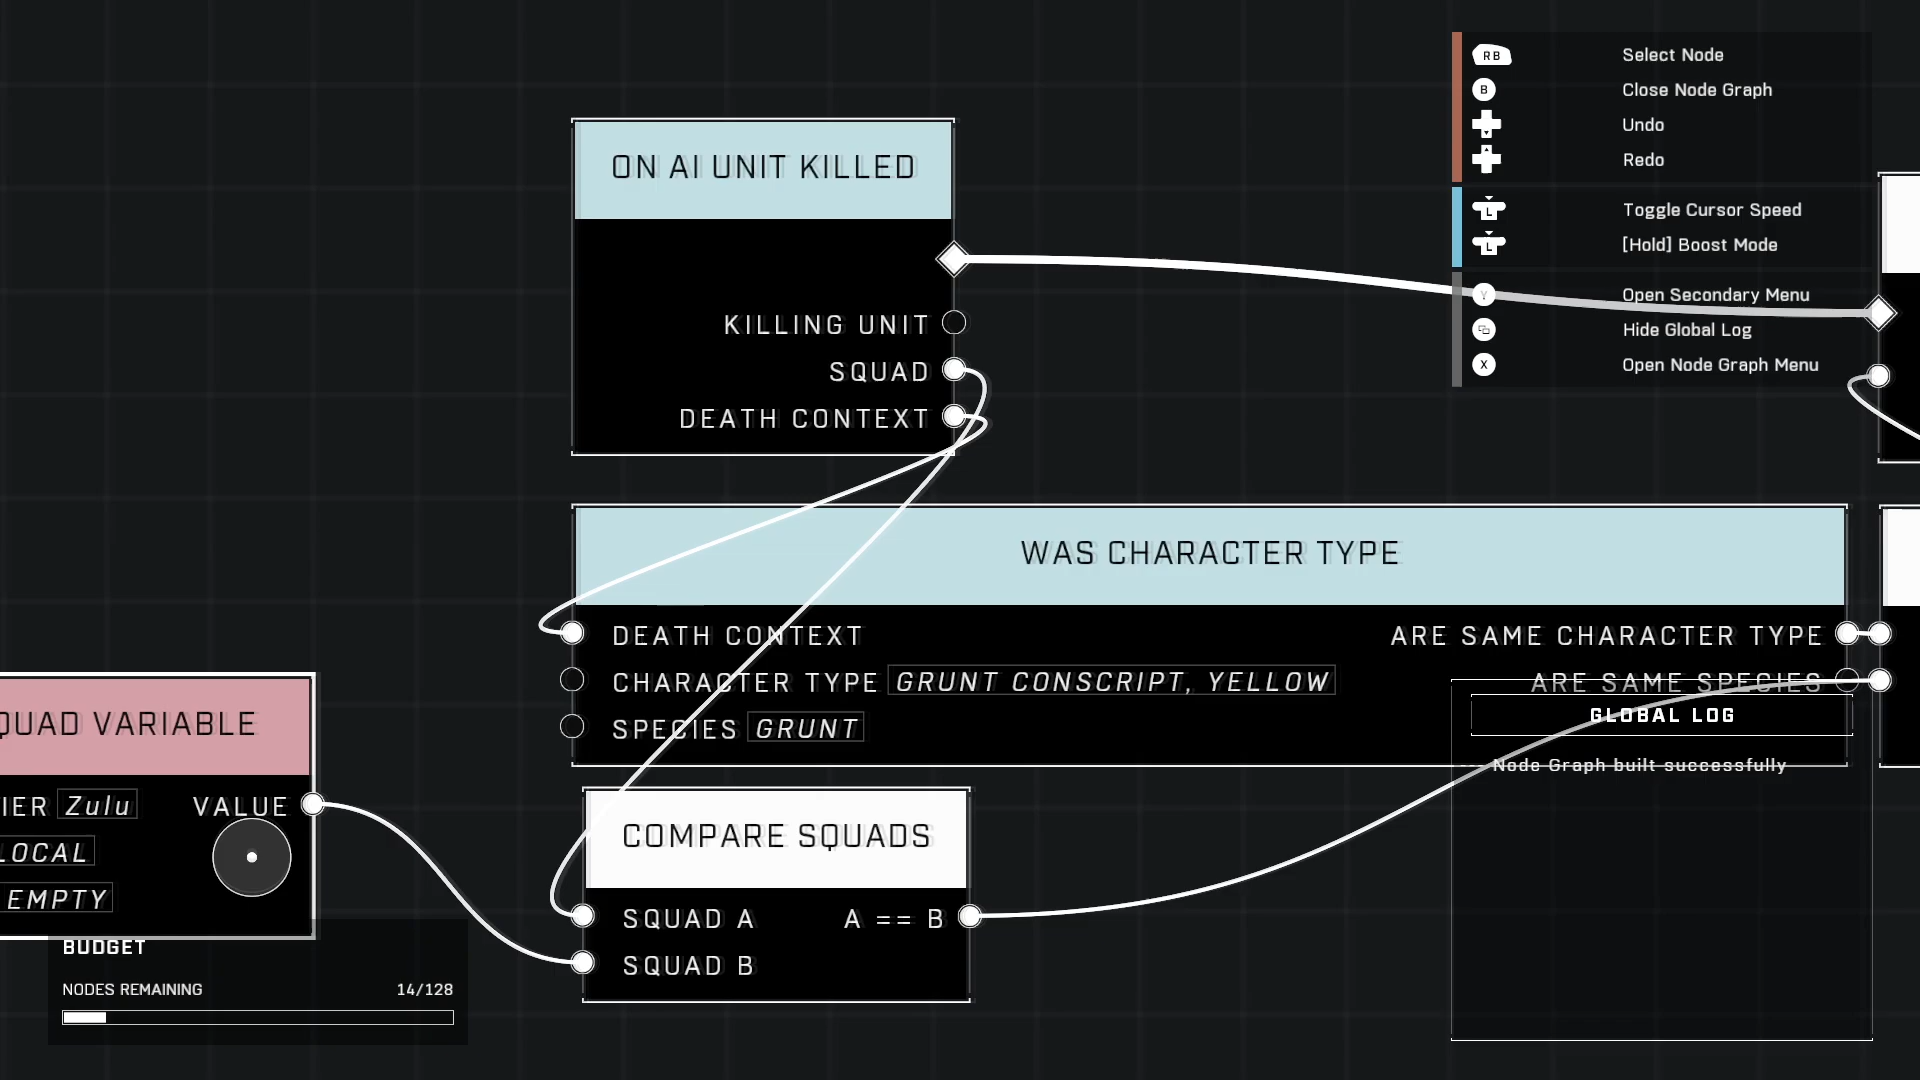 RB Select Node
B Close Node Graph
Undo
Redo
L Toggle Cursor Speed
L [Hold] Boost Mode
Y Open Secondary Menu
Hide Global Log
X Open Node Graph Menu
ON AI UNIT KILLED
KILLING UNIT
SQUAD
DEATH CONTEXT
WAS CHARACTER TYPE
DEATH CONTEXT
CHARACTER TYPE GRUNT CONSCRIPT, YELLOW
SPECIES GRUNT
ARE SAME CHARACTER TYPE
ARE SAME SPECIES
QUAD VARIABLE
IER Zulu
VALUE
LOCAL
EMPTY
COMPARE SQUADS
SQUAD A
A == B
SQUAD B
GLOBAL LOG
Node Graph built successfully
BUDGET
NODES REMAINING 14/128